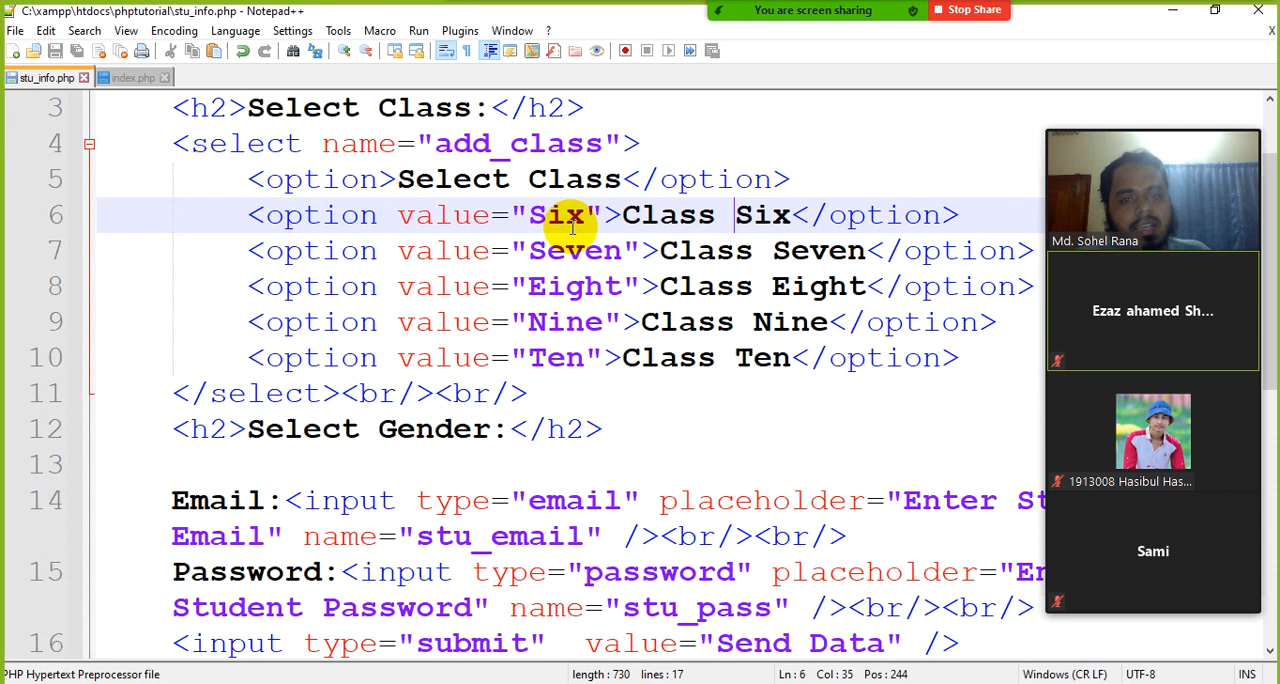 C:\xampp\htdocs\phptutorial\stu_info.php - Notepad++
You are screen sharing
Stop Share
File Edit Search View Encoding Language Settings Tools Macro Run Plugins Window ?
X
stu_info.php
index.php
3 <h2>Select Class:</h2>
4 <select name="add_class">
5 <option>Select Class</option>
6 <option value="Six">Class Six</option>
7 <option value="Seven">Class Seven</option>
8 <option value="Eight">Class Eight</option>
9 <option value="Nine">Class Nine</option>
10 <option value="Ten">Class Ten</option>
11 </select><br/><br/>
12 <h2>Select Gender:</h2>
13
14 Email:<input type="email" placeholder="Enter St
Email" name="stu_email" /><br/><br/>
15 Password:<input type="password" placeholder="En
Student Password" name="stu_pass" /><br/><br/>
16 <input type="submit" value="Send Data" />
Md. Sohel Rana
Ezaz ahamed Sh...
1913008 Hasibul Has...
Sami
PHP Hypertext Preprocessor file
length : 730 lines : 17
Ln : 6 Col : 35 Pos : 244
Windows (CR LF)
UTF-8
INS